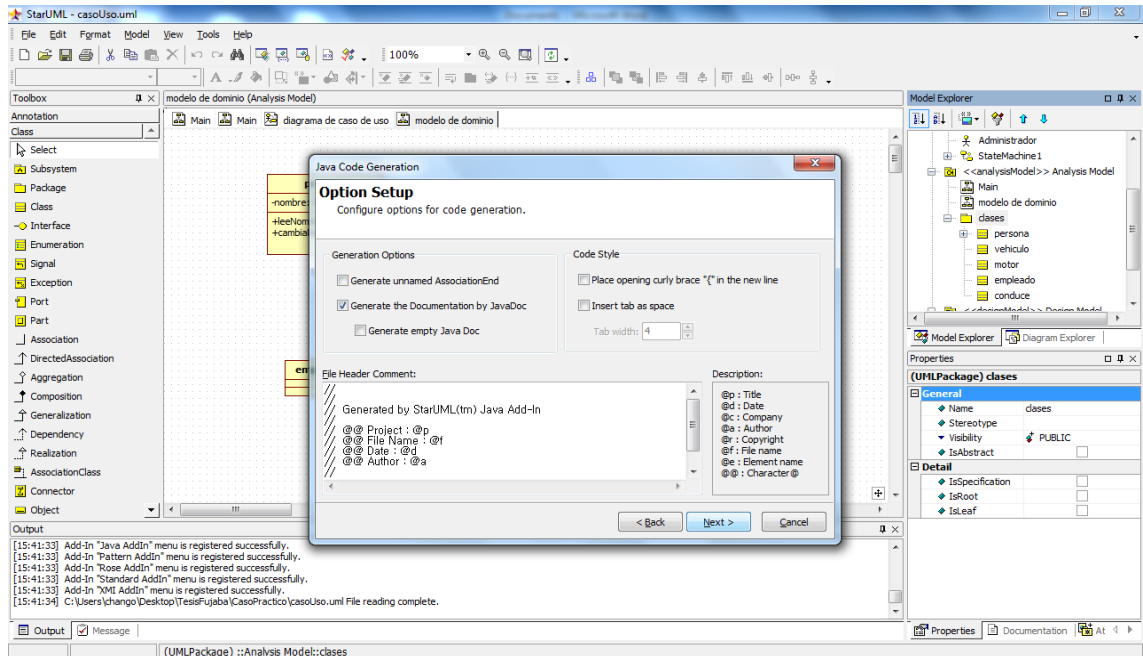 StarUML - casoUso.uml
File Edit Format Model View Tools Help
100%
Toolbox
Annotation
Class
Select
Subsystem
Package
Class
Interface
Enumeration
Signal
Exception
Port
Part
Association
DirectedAssociation
Aggregation
Composition
Generalization
Dependency
Realization
AssociationClass
Connector
Object
modelo de dominio (Analysis Model)
Main Main diagrama de caso de uso modelo de dominio
-nombre:
Java Code Generation
Option Setup
Configure options for code generation.
Generation Options
Generate unnamed AssociationEnd
Generate the Documentation by JavaDoc
Generate empty Java Doc
Code Style
Place opening curly brace "{" in the new line
Insert tab as space
Tab width: 4
File Header Comment:
//
// Generated by StarUML(tm) Java Add-In
//
// @@ Project : @p
// @@ File Name : @f
// @@ Date : @d
// @@ Author : @a
//
Description:
@p : Title
@d : Date
@c : Company
@a : Author
@r : Copyright
@f : File name
@e : Element name
@@ : Character @
< Back Next > Cancel
Model Explorer
Administrador
StateMachine1
<<analysisModel>> Analysis Model
Main
modelo de dominio
clases
persona
vehiculo
motor
empleado
conduce
<<designModel>> Design Model
Model Explorer Diagram Explorer
Properties
(UMLPackage) clases
General
Name clases
Stereotype
Visibility PUBLIC
IsAbstract
Detail
IsSpecification
IsRoot
IsLeaf
Properties Documentation At
Output
[15:41:33] Add-In "Java AddIn" menu is registered successfully.
[15:41:33] Add-In "Pattern AddIn" menu is registered successfully.
[15:41:33] Add-In "Rose AddIn" menu is registered successfully.
[15:41:33] Add-In "Standard AddIn" menu is registered successfully.
[15:41:33] Add-In "XMI AddIn" menu is registered successfully.
[15:41:34] C:\Users\chango\Desktop\TesisFujaba\CasoPractico\casoUso.uml File reading complete.
Output Message
(UMLPackage) ::Analysis Model::clases